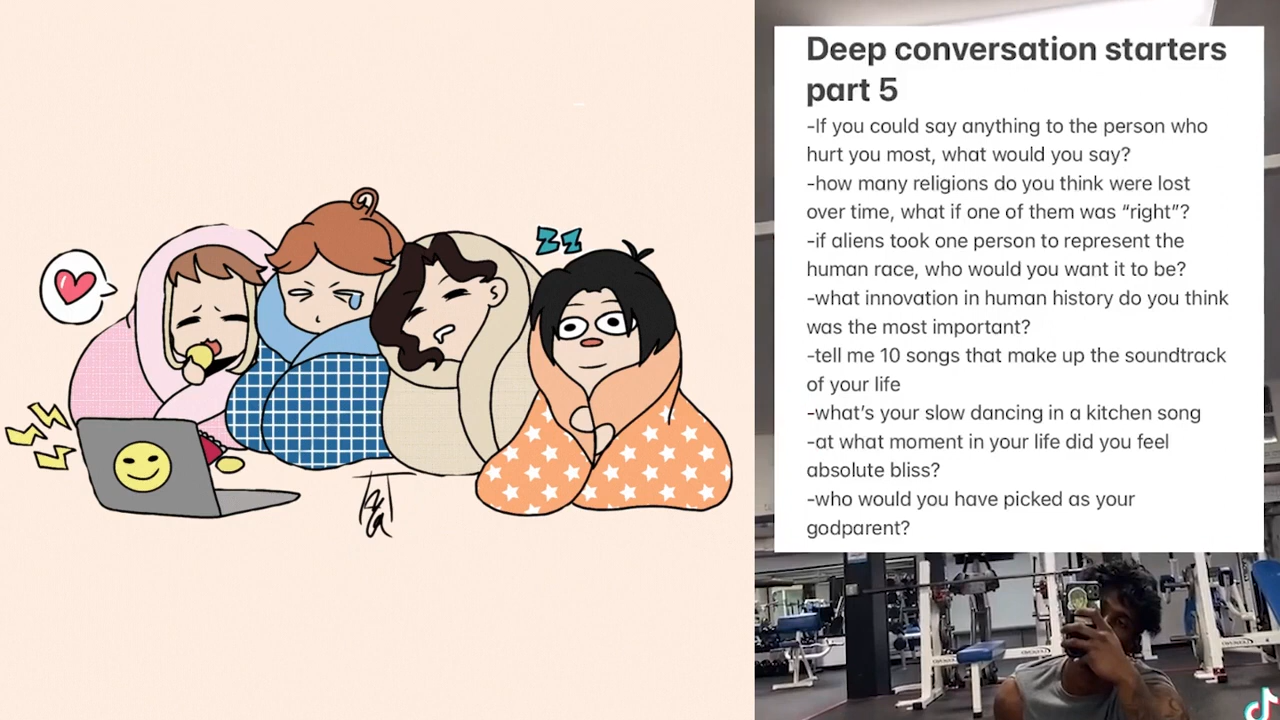 zz
Deep conversation starters
part 5
-If you could say anything to the person who
hurt you most, what would you say?
-how many religions do you think were lost
over time, what if one of them was “right”?
-if aliens took one person to represent the
human race, who would you want it to be?
-what innovation in human history do you think
was the most important?
-tell me 10 songs that make up the soundtrack
of your life
-what’s your slow dancing in a kitchen song
-at what moment in your life did you feel
absolute bliss?
-who would you have picked as your
godparent?